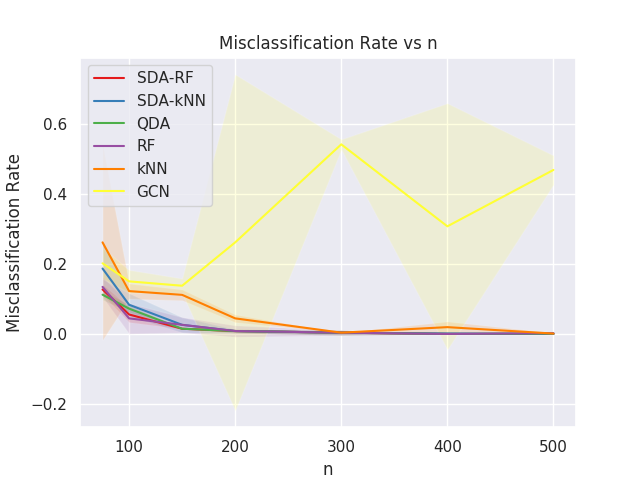 Misclassification Rate vs n
SDA-RF
SDA-kNN
QDA
RF
kNN
GCN
Misclassification Rate
0.6
0.4
0.2
0.0
−0.2
100
200
300
400
500
n